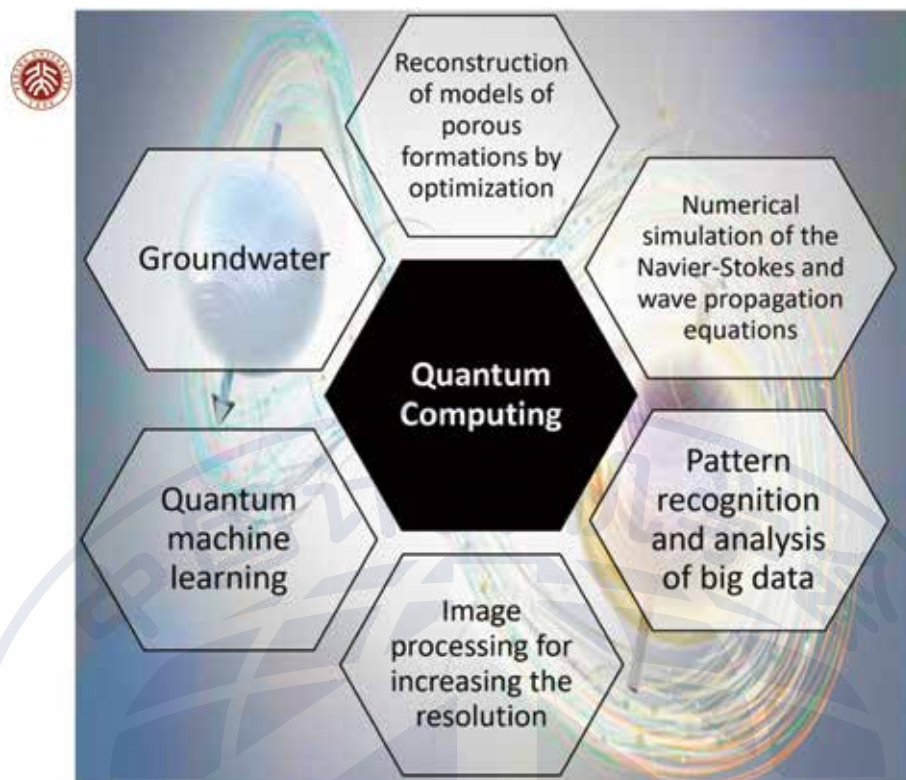 Reconstruction
of models of
porous
formations by
optimization
Groundwater
Numerical
simulation of the
Navier-Stokes and
wave propagation
equations
Quantum
Computing
Quantum
machine
learning
Pattern
recognition
and analysis
of big data
Image
processing for
increasing the
resolution